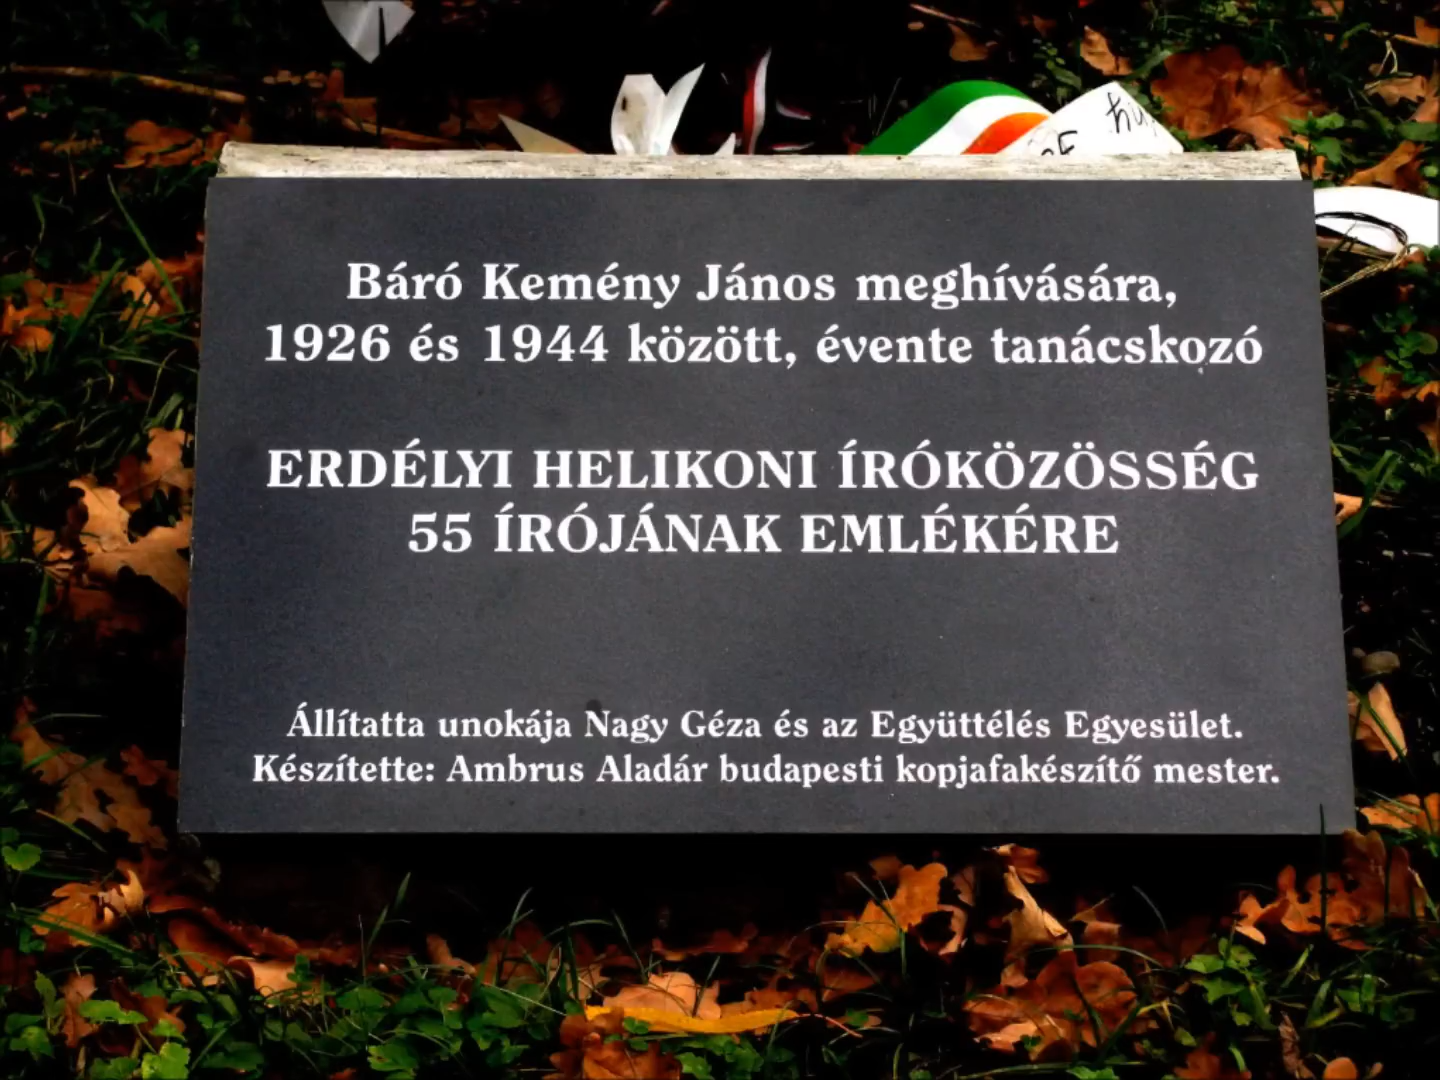 Báró Kemény János meghívására,
1926 és 1944 között, évente tanácskozó
ERDÉLYI HELIKONI ÍRÓKÖZÖSSÉG
55 ÍRÓJÁNAK EMLÉKÉRE
Állítatta unokája Nagy Géza és az Együttélés Egyesület.
Készítette: Ambrus Aladár budapesti kopjafakészítő mester.